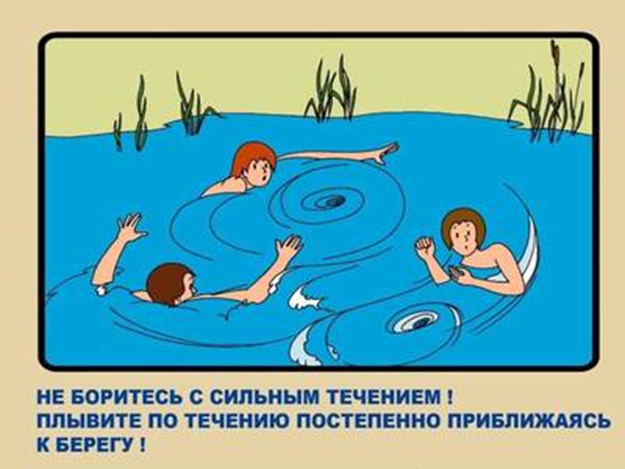 НЕ БОРИТЕСЬ С СИЛЬНЫМ ТЕЧЕНИЕМ !
ПЛЫВИТЕ ПО ТЕЧЕНИЮ ПОСТЕПЕННО ПРИБЛИЖАЯСЬ
К БЕРЕГУ !